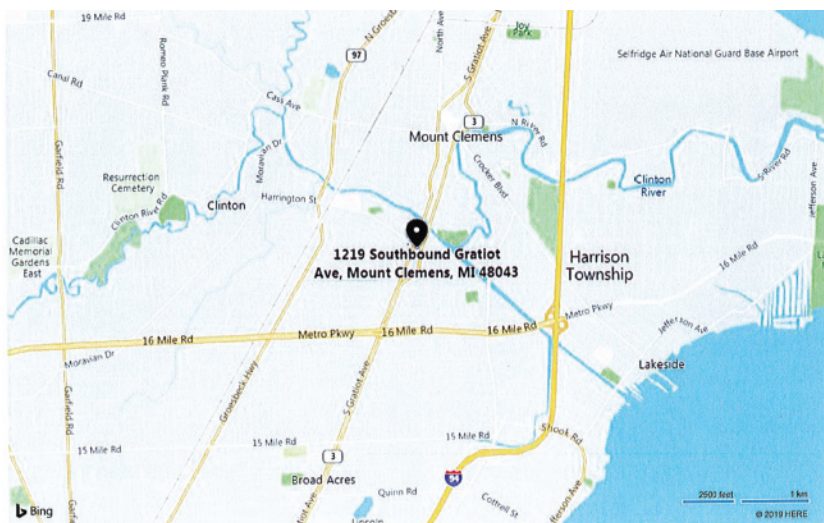 19 Mile Rd
Romeo Plank Rd
97
N Groesb
North Ave
S Gratiot Ave
Joy
Park
Selfridge Air National Guard Base Airport
Canal Rd
Cass Ave
3
Mount Clemens
N River Rd
Garfield Rd
Moravian Dr
Crocker Blvd
S River Rd
Jefferson Ave
Resurrection
Cemetery
Clinton River Rd
Clinton
Harrington St
Clinton
River
Cadillac
Memorial
Gardens
East
1219 Southbound Gratiot
Ave, Mount Clemens, MI 48043
Harrison
Township
16 Mile Rd
Metro Pkwy
16 Mile Rd
Metro Pkwy
16 Mile Rd
16 Mile Rd
Jefferson Ave
Moravian Dr
Groesbeck Hwy
S Gratiot Ave
Lakeside
Garfield Rd
15 Mile Rd
15 Mile Rd
15 Mile Rd
Shook Rd
3
Broad Acres
94
Quinn Rd
Cottrell St
Bing
2500 feet
1 km
© 2019 HERE